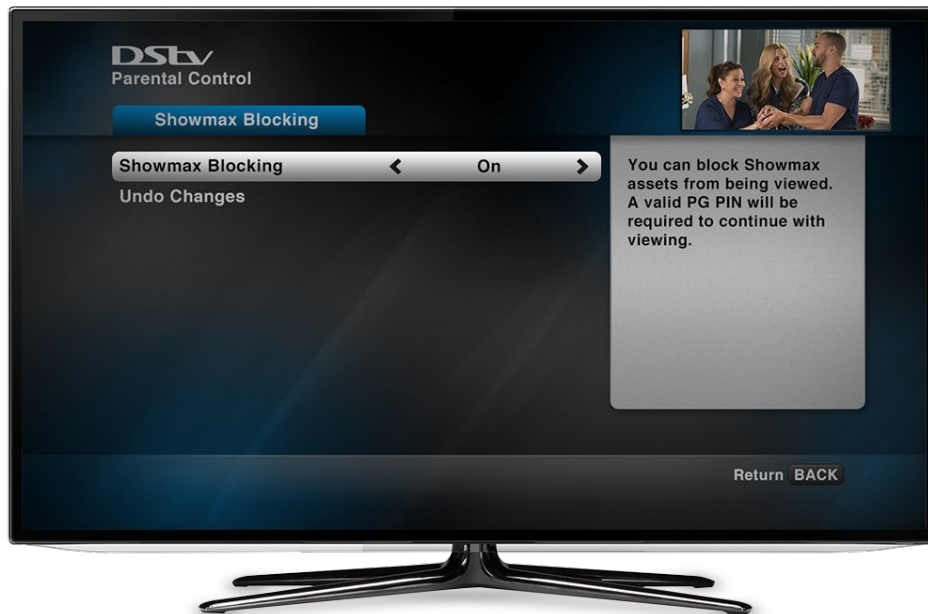 DStv
Parental Control
Showmax Blocking
Showmax Blocking
On
Undo Changes
You can block Showmax
assets from being viewed.
A valid PG PIN will be
required to continue with
viewing.
Return BACK